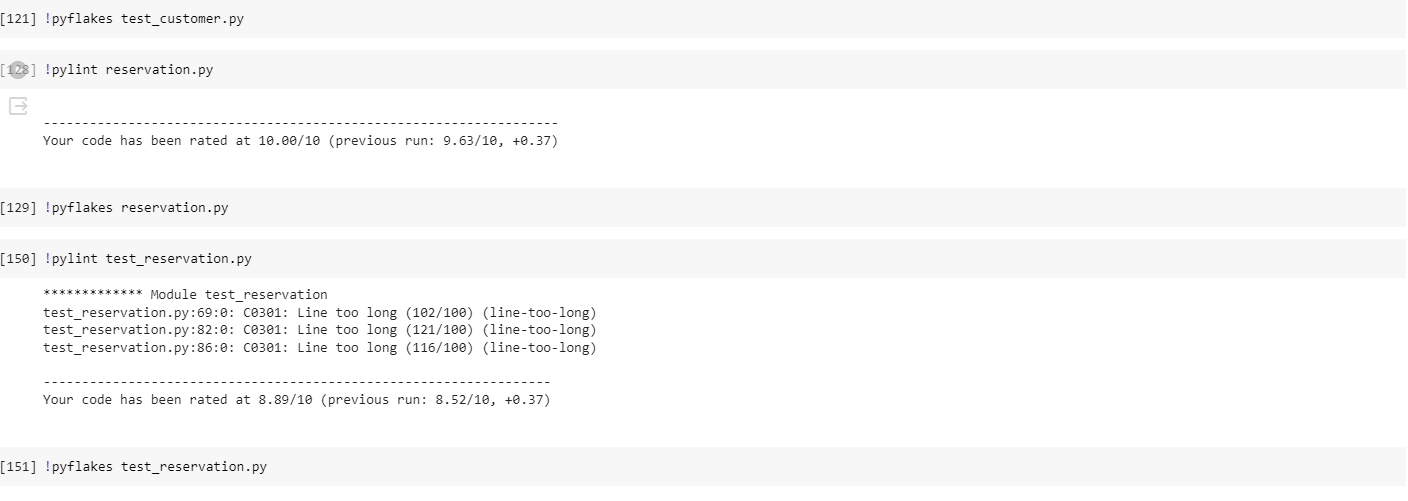 [121] !pyflakes test_customer.py
[128] !pylint reservation.py
-------------------------------------------------------------------
Your code has been rated at 10.00/10 (previous run: 9.63/10, +0.37)
[129] !pyflakes reservation.py
[150] !pylint test_reservation.py
************* Module test_reservation
test_reservation.py:69:0: C0301: Line too long (102/100) (line-too-long)
test_reservation.py:82:0: C0301: Line too long (121/100) (line-too-long)
test_reservation.py:86:0: C0301: Line too long (116/100) (line-too-long)
------------------------------------------------------------------
Your code has been rated at 8.89/10 (previous run: 8.52/10, +0.37)
[151] !pyflakes test_reservation.py